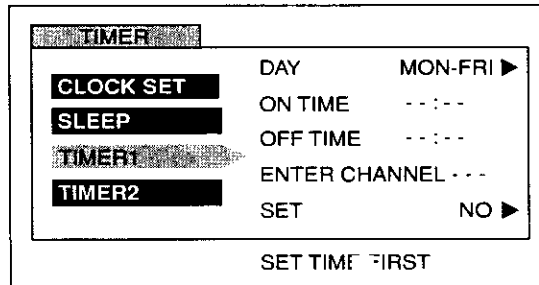 TIMER
CLOCK SET
SLEEP
TIMER1
TIMER2
DAY MON-FRI ▶
ON TIME --:--
OFF TIME --:--
ENTER CHANNEL ---
SET NO ▶
SET TIME FIRST